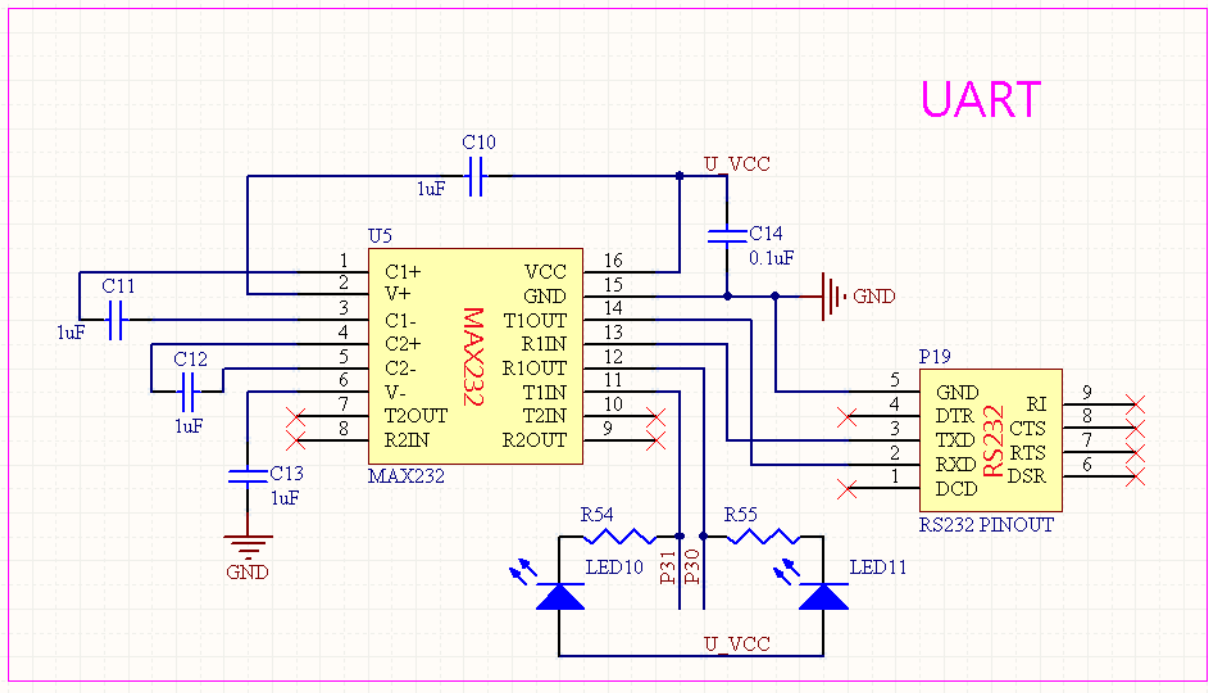 UART
C10
1uF
U_VCC
C14
0.1uF
U5
1 C1+ VCC 16
2 V+ GND 15
3 C1- T1OUT 14
4 C2+ R1IN 13
5 C2- R1OUT 12
6 V- T1IN 11
7 T2OUT T2IN 10
8 R2IN R2OUT 9
MAX232
MAX232
C11
1uF
C12
1uF
C13
1uF
GND
GND
P19
5 GND
4 DTR
3 TXD
2 RXD
1 DCD
RS232
RI 9
CTS 8
RTS 7
DSR 6
RS232 PINOUT
R54
R55
LED10
P31
P30
LED11
U_VCC